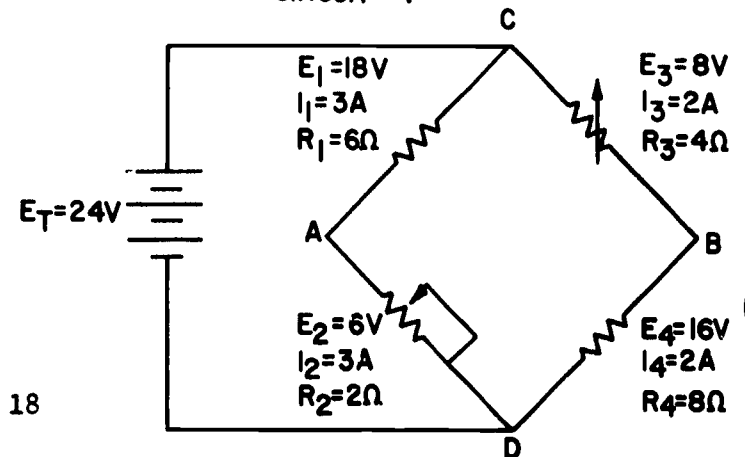 C
E1=18V
I1=3A
R1=6Ω
E3=8V
I3=2A
R3=4Ω
ET=24V
A
B
E2=6V
I2=3A
R2=2Ω
E4=16V
I4=2A
R4=8Ω
18
D